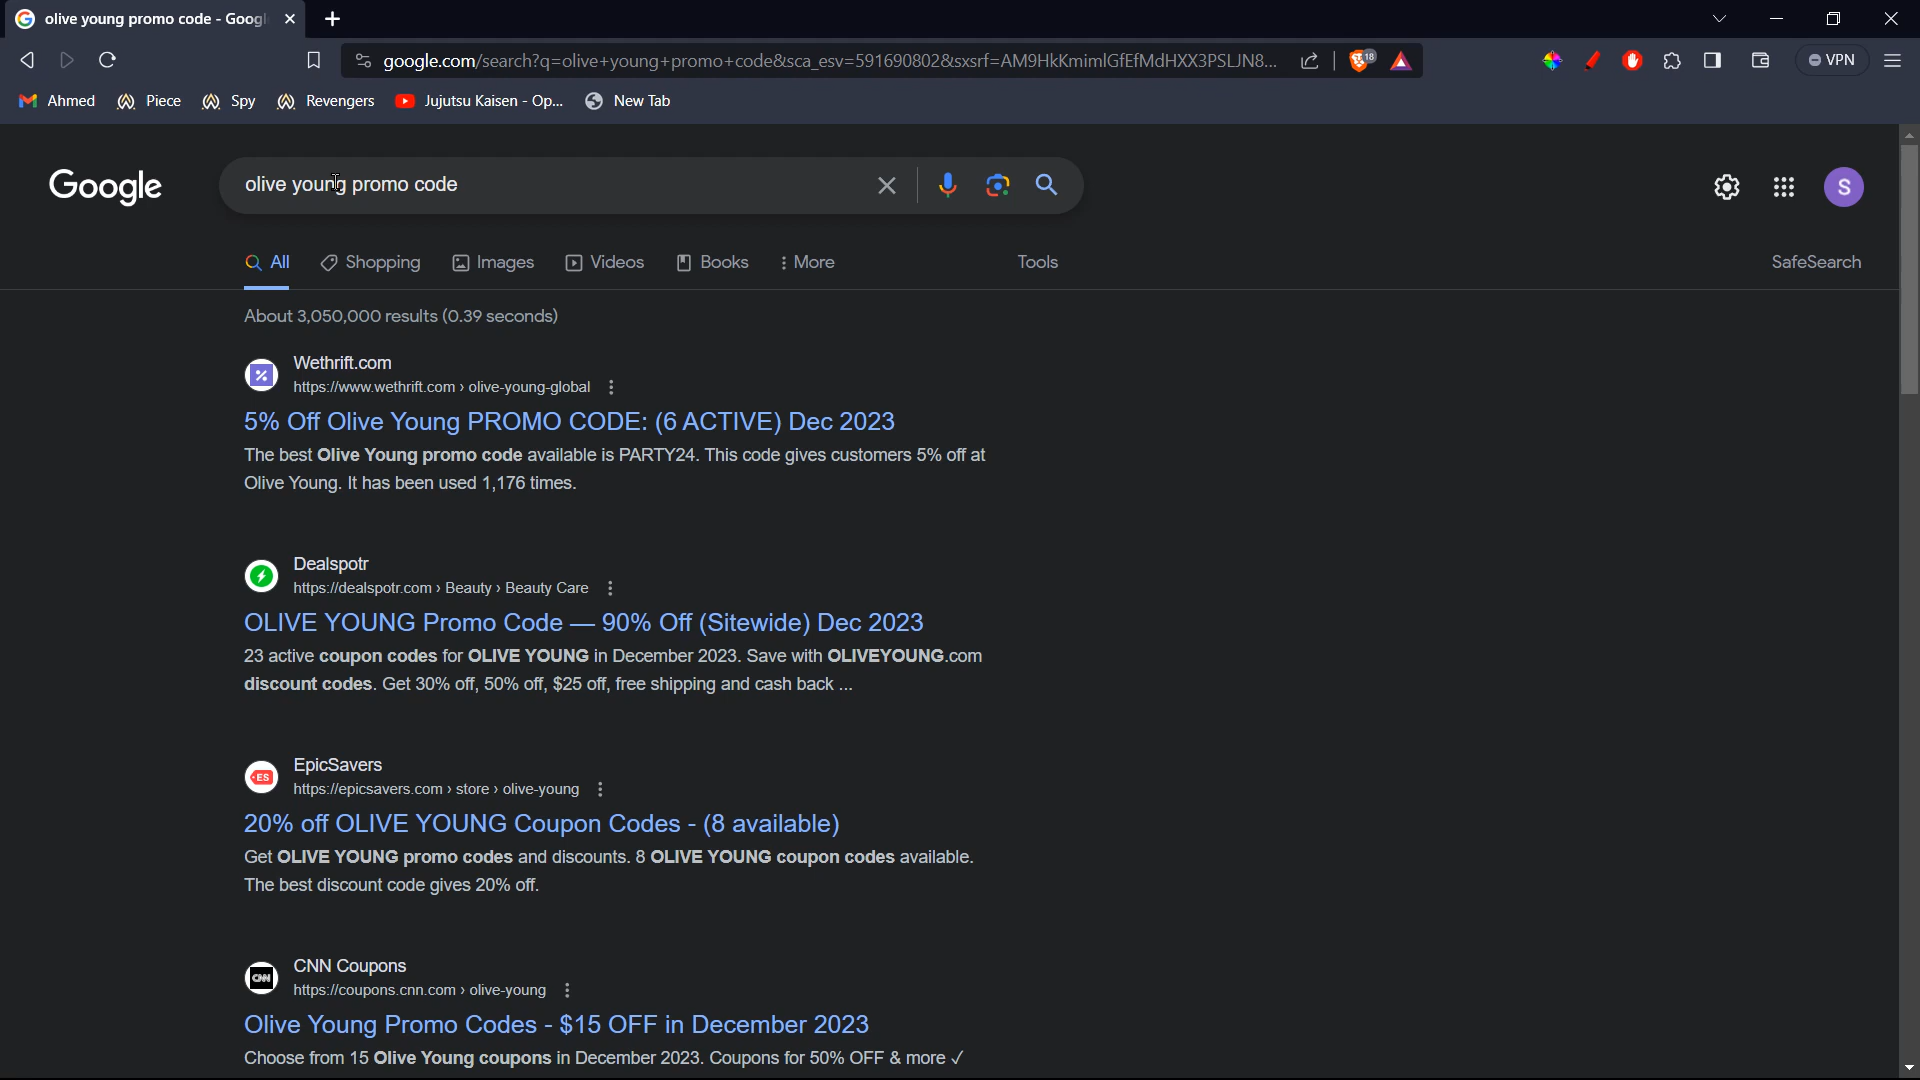 olive young promo code - Googl
google.com/search?q=olive+young+promo+code&sca_esv=591690802&sxsrf=AM9HkKmimlGfEfMdHXX3PSLJN8...
18
VPN
Ahmed
Piece
Spy
Revengers
Jujutsu Kaisen - Op...
New Tab
Google
olive young promo code
S
All
Shopping
Images
Videos
Books
More
Tools
SafeSearch
About 3,050,000 results (0.39 seconds)
Wethrift.com
https://www.wethrift.com › olive-young-global
5% Off Olive Young PROMO CODE: (6 ACTIVE) Dec 2023
The best Olive Young promo code available is PARTY24. This code gives customers 5% off at
Olive Young. It has been used 1,176 times.
Dealspotr
https://dealspotr.com › Beauty › Beauty Care
OLIVE YOUNG Promo Code — 90% Off (Sitewide) Dec 2023
23 active coupon codes for OLIVE YOUNG in December 2023. Save with OLIVEYOUNG.com
discount codes. Get 30% off, 50% off, $25 off, free shipping and cash back ...
ES
EpicSavers
https://epicsavers.com › store › olive-young
20% off OLIVE YOUNG Coupon Codes - (8 available)
Get OLIVE YOUNG promo codes and discounts. 8 OLIVE YOUNG coupon codes available.
The best discount code gives 20% off.
CNN
CNN Coupons
https://coupons.cnn.com › olive-young
Olive Young Promo Codes - $15 OFF in December 2023
Choose from 15 Olive Young coupons in December 2023. Coupons for 50% OFF & more ✓